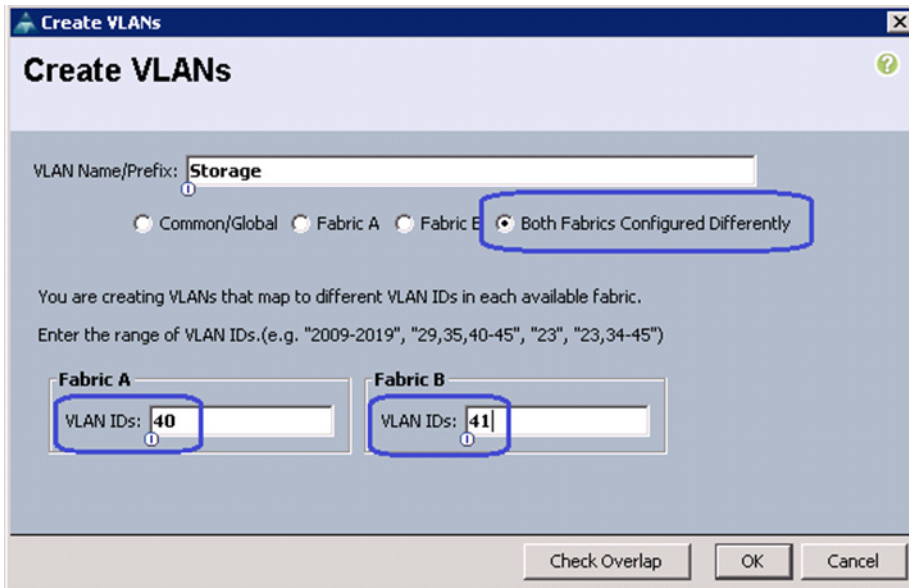 Create VLANs
Create VLANs
VLAN Name/Prefix: Storage
Common/Global Fabric A Fabric B Both Fabrics Configured Differently
You are creating VLANs that map to different VLAN IDs in each available fabric.
Enter the range of VLAN IDs.(e.g. "2009-2019", "29,35,40-45", "23", "23,34-45")
Fabric A Fabric B
VLAN IDs: 40 VLAN IDs: 41
Check Overlap OK Cancel